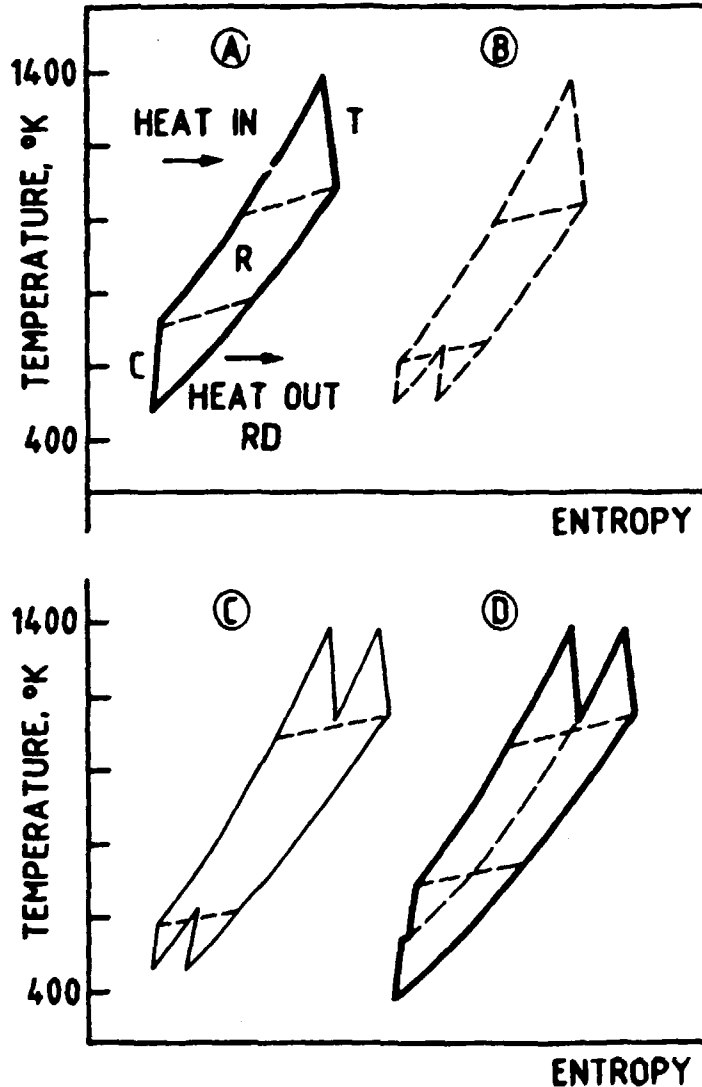 A B
1400
HEAT IN T
R
C
HEAT OUT
RD
400
TEMPERATURE, °K
ENTROPY
C D
1400
400
TEMPERATURE, °K
ENTROPY